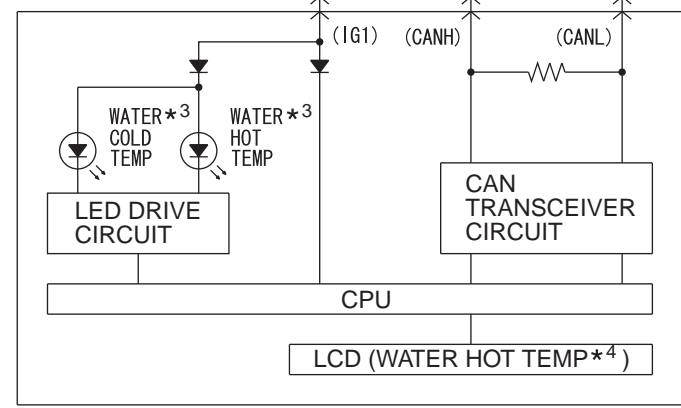 (IG1)
(CANH)
(CANL)
WATER*3
COLD
TEMP
WATER*3
HOT
TEMP
LED DRIVE
CIRCUIT
CAN
TRANSCEIVER
CIRCUIT
CPU
LCD (WATER HOT TEMP*4)